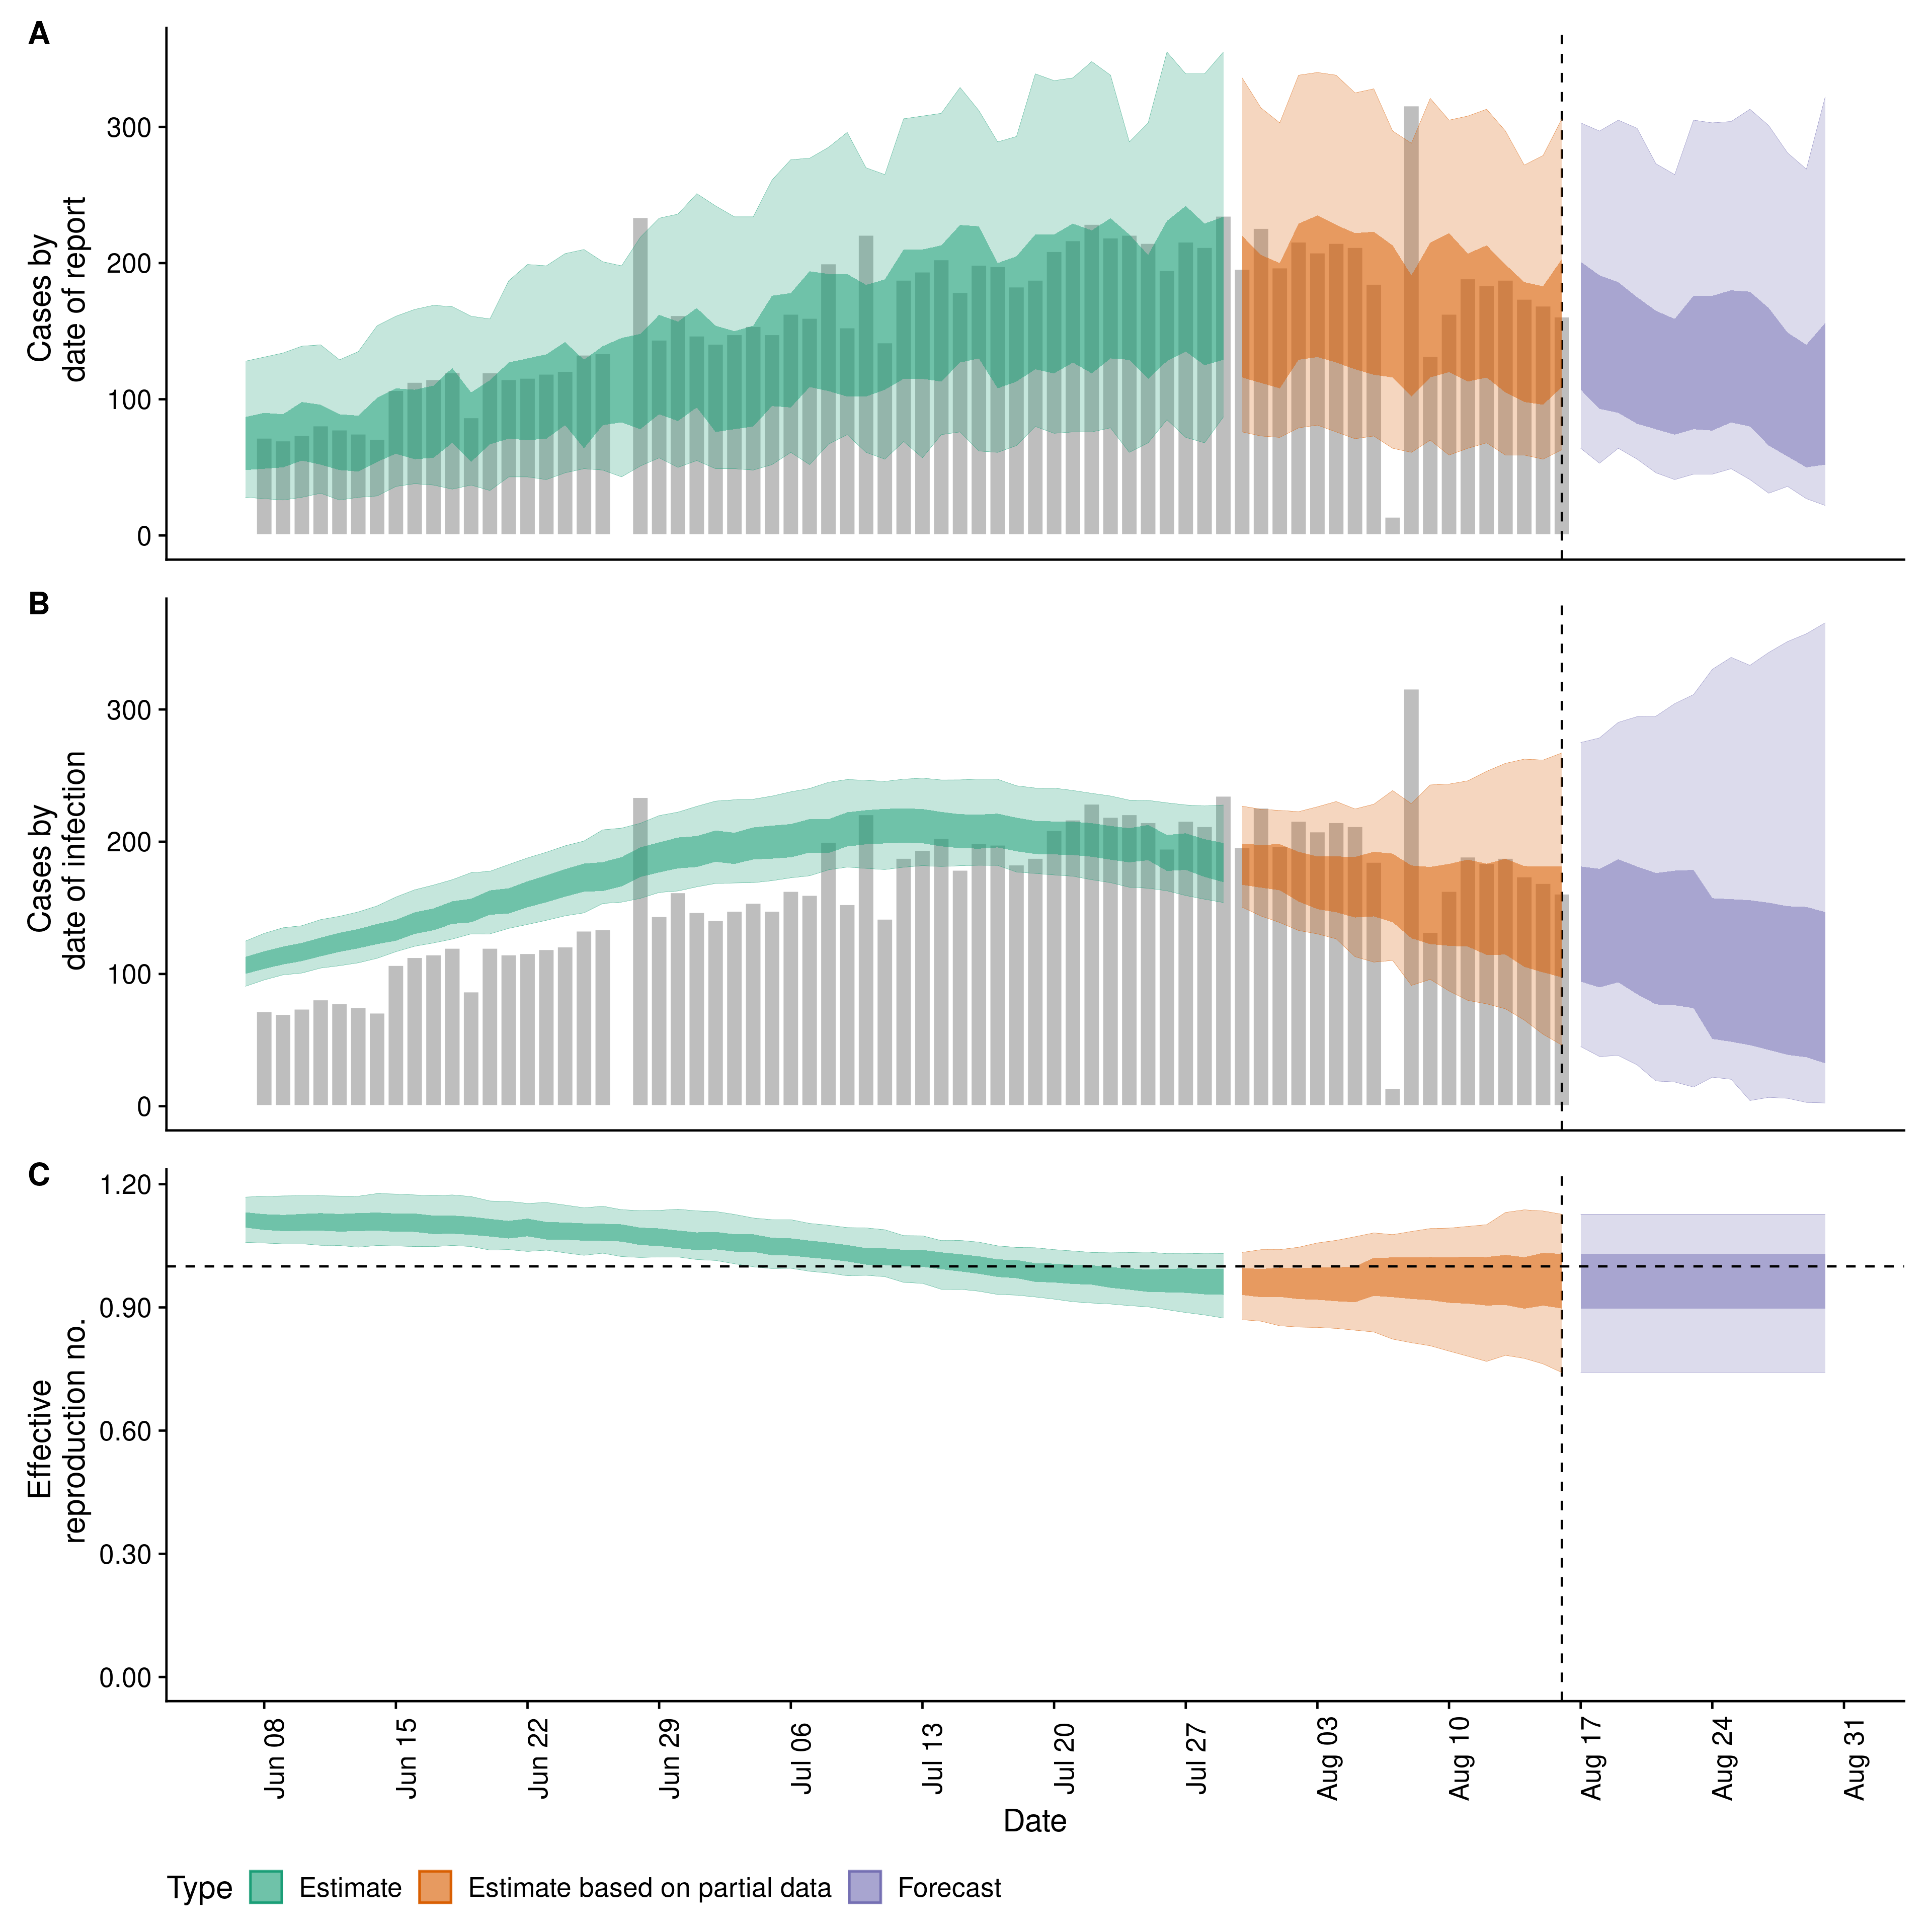 A
Cases by
date of report
300
200
100
0
B
Cases by
date of infection
300
200
100
0
C
Effective
reproduction no.
1.20
0.90
0.60
0.30
0.00
Jun 08
Jun 15
Jun 22
Jun 29
Jul 06
Jul 13
Jul 20
Jul 27
Aug 03
Aug 10
Aug 17
Aug 24
Aug 31
Date
Type Estimate Estimate based on partial data Forecast